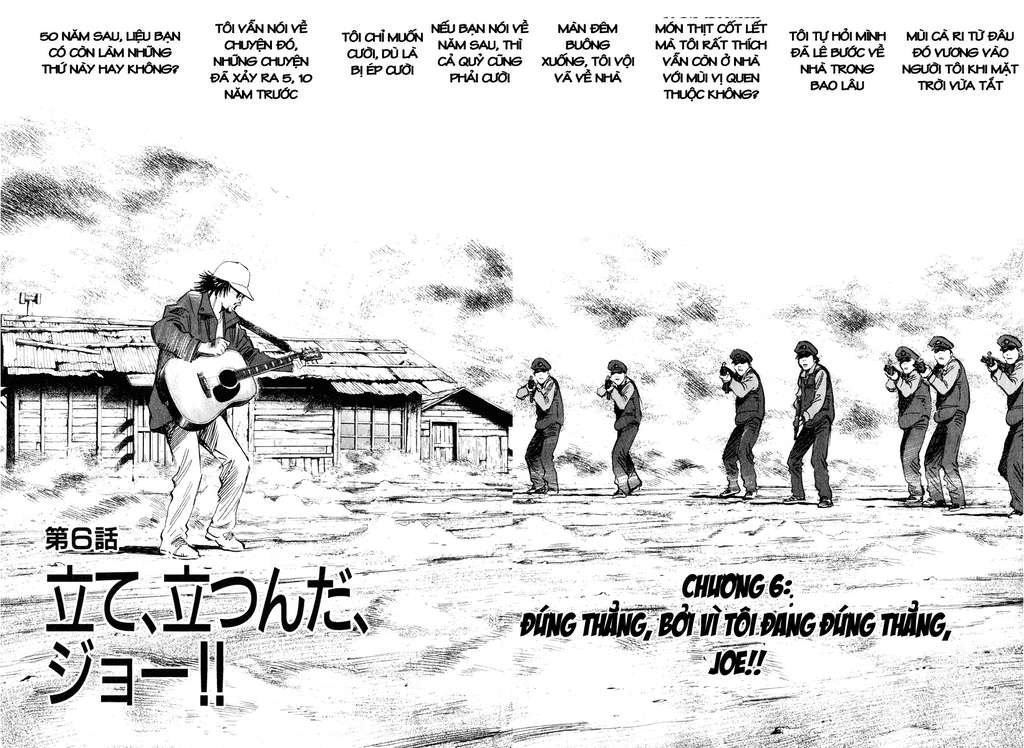 50 NĂM SAU, LIỆU BẠN
CÓ CÒN LÀM NHỮNG
THỨ NÀY HAY KHÔNG?
TÔI VẪN NÓI VỀ
CHUYỆN ĐÓ,
NHỮNG CHUYỆN
ĐÃ XẢY RA 5, 10
NĂM TRƯỚC
TÔI CHỈ MUỐN
CƯỜI, DÙ LÀ
BỊ ÉP CƯỜI
NẾU BẠN NÓI VỀ
NĂM SAU, THÌ
CẢ QUỶ CŨNG
PHẢI CƯỜI
MÀN ĐÊM
BUÔNG
XUỐNG, TÔI VỘI
VÃ VỀ NHÀ
MÓN THỊT CỐT LẾT
MÀ TÔI RẤT THÍCH
VẪN CÒN Ở NHÀ
VỚI MÙI VỊ QUEN
THUỘC KHÔNG?
TÔI TỰ HỎI MÌNH
ĐÃ LÊ BƯỚC VỀ
NHÀ TRONG
BAO LÂU
MÙI CÀ RI TỪ ĐÂU
ĐÓ VƯƠNG VÀO
NGƯỜI TÔI KHI MẶT
TRỜI VỪA TẮT
第6話
立て、立つんだ、
ジョー!!
CHƯƠNG 6:
ĐỨNG THẲNG, BỞI VÌ TÔI ĐANG ĐỨNG THẲNG,
JOE!!